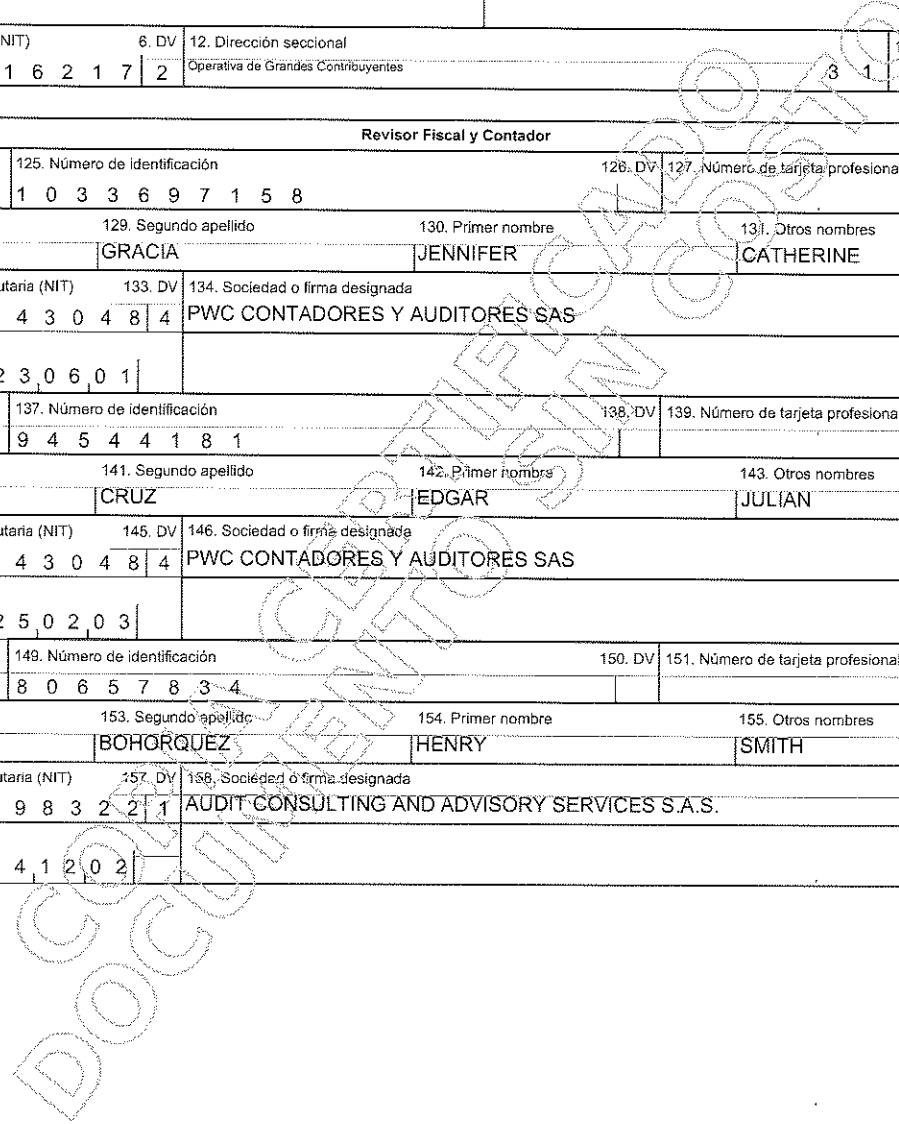 NIT) 6. DV 12. Dirección seccional
1 6 2 1 7 2 Operativa de Grandes Contribuyentes 3 1
Revisor Fiscal y Contador
125. Número de identificación 126. DV 127. Número de tarjeta profesiona
1 0 3 3 6 9 7 1 5 8
129. Segundo apellido 130. Primer nombre 131. Otros nombres
GRACIA JENNIFER CATHERINE
utaria (NIT) 133. DV 134. Sociedad o firma designada
4 3 0 4 8 4 PWC CONTADORES Y AUDITORES SAS
2 3 0 6 0 1
137. Número de identificación 138. DV 139. Número de tarjeta profesiona
9 4 5 4 4 1 8 1
141. Segundo apellido 142. Primer nombre 143. Otros nombres
CRUZ EDGAR JULIAN
utaria (NIT) 145. DV 146. Sociedad o firma designada
4 3 0 4 8 4 PWC CONTADORES Y AUDITORES SAS
2 5 0 2 0 3
149. Número de identificación 150. DV 151. Número de tarjeta profesional
8 0 6 5 7 8 3 4
153. Segundo apellido 154. Primer nombre 155. Otros nombres
BOHORQUEZ HENRY SMITH
utaria (NIT) 157. DV 158. Sociedad o firma designada
9 8 3 2 2 1 AUDIT CONSULTING AND ADVISORY SERVICES S.A.S.
4 1 2 0 2
COPIA CERTIFICADO
DOCUMENTO SIN COSTO